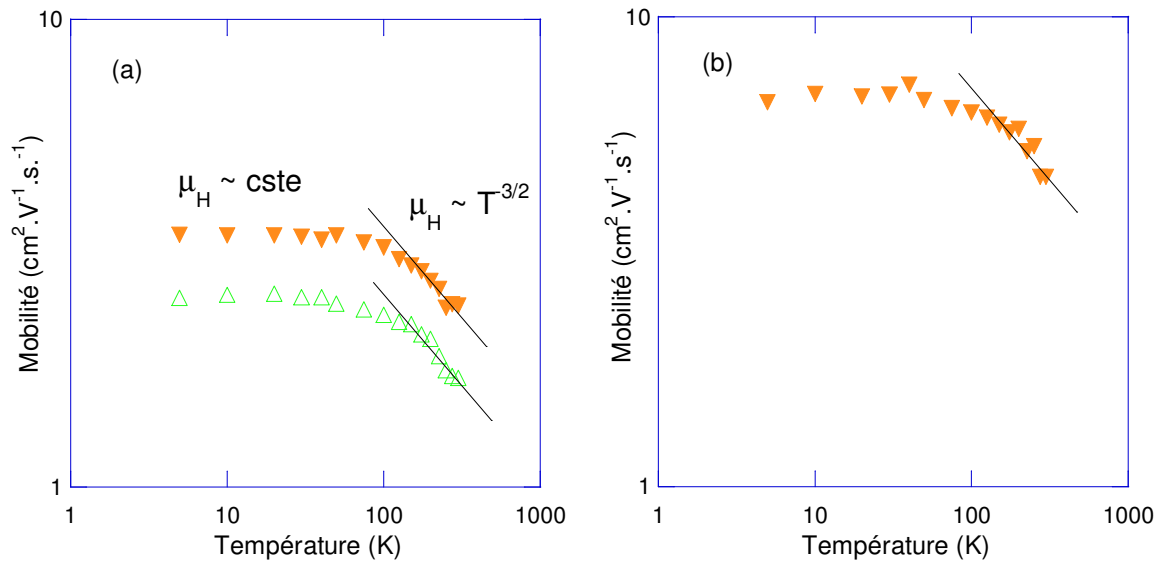 10
(a)
μH ~ cste
μH ~ T-3/2
Mobilité (cm2.V-1.s.-1)
1
1
10
100
1000
Température (K)
10
(b)
Mobilité (cm2.V-1.s-1)
1
1
10
100
1000
Température (K)